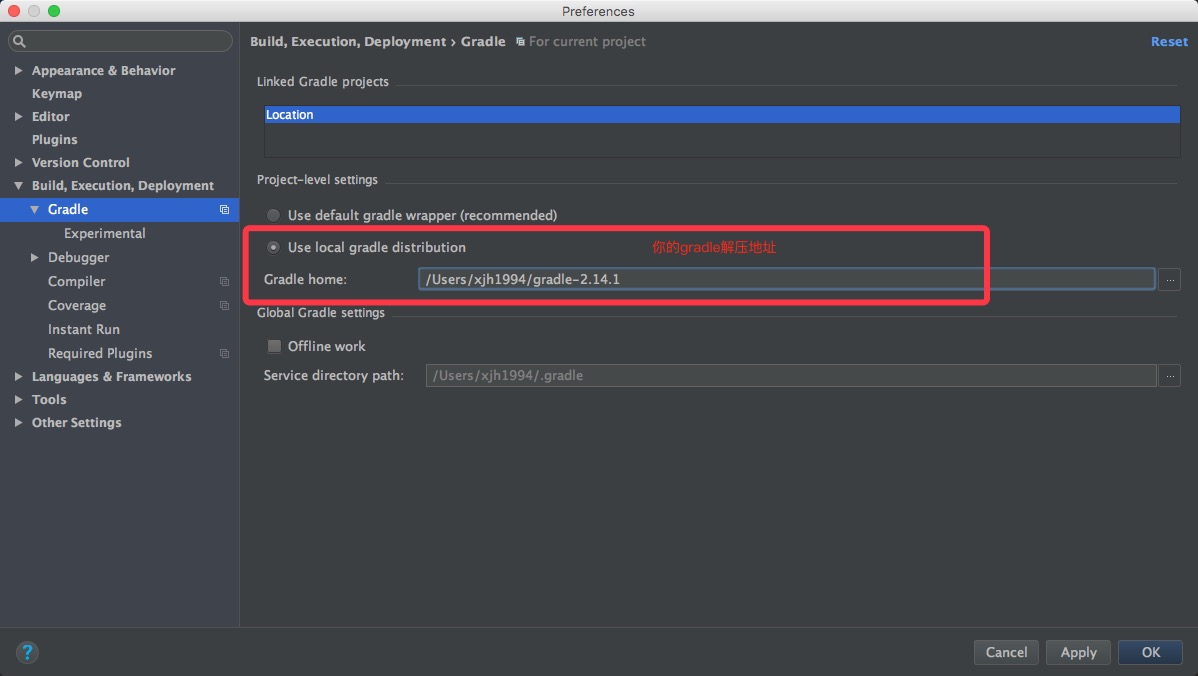 Preferences
Build, Execution, Deployment › Gradle For current project Reset
Appearance & Behavior
Keymap
Editor
Plugins
Version Control
Build, Execution, Deployment
Gradle
Experimental
Debugger
Compiler
Coverage
Instant Run
Required Plugins
Languages & Frameworks
Tools
Other Settings
Linked Gradle projects
Location
Project-level settings
Use default gradle wrapper (recommended)
Use local gradle distribution 你的gradle解压地址
Gradle home: /Users/xjh1994/gradle-2.14.1 ...
Global Gradle settings
Offline work
Service directory path: /Users/xjh1994/.gradle ...
? Cancel Apply OK